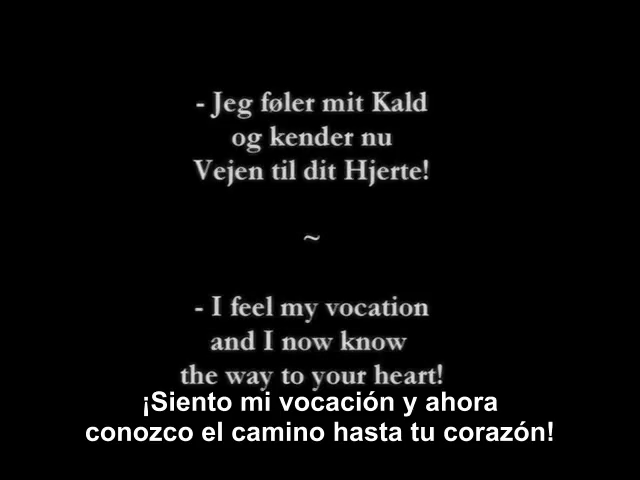 - Jeg føler mit Kald
og kender nu
Vejen til dit Hjerte!
~
- I feel my vocation
and I now know
the way to your heart!
¡Siento mi vocación y ahora
conozco el camino hasta tu corazón!